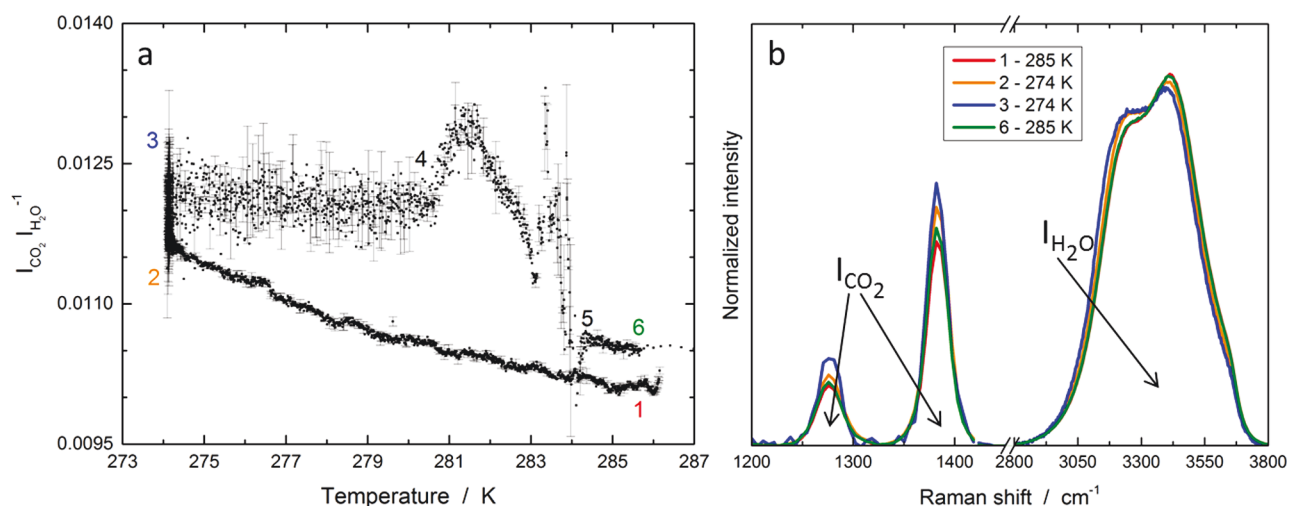 a
I_CO2 I_H2O^-1
0.0140
0.0125
0.0110
0.0095
3
2
4
5
6
1
273 275 277 279 281 283 285 287
Temperature / K
b
Normalized intensity
1 - 285 K
2 - 274 K
3 - 274 K
6 - 285 K
I_CO2
I_H2O
1200 1300 1400 2800 3050 3300 3550 3800
Raman shift / cm^-1